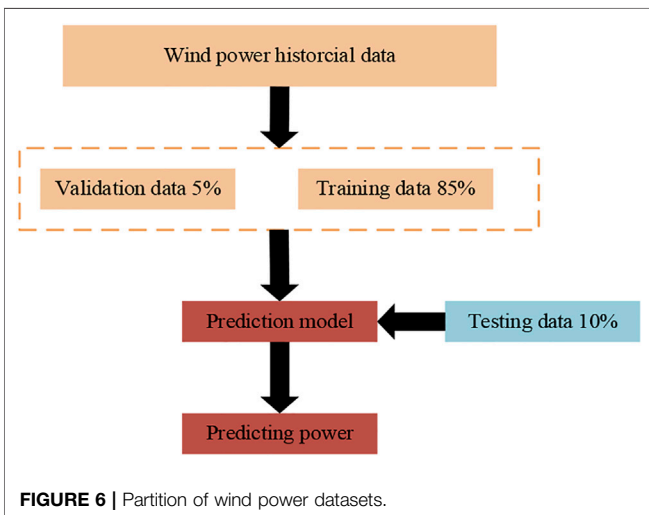 Wind power historcial data
Validation data 5%
Training data 85%
Prediction model
Testing data 10%
Predicting power
FIGURE 6 | Partition of wind power datasets.